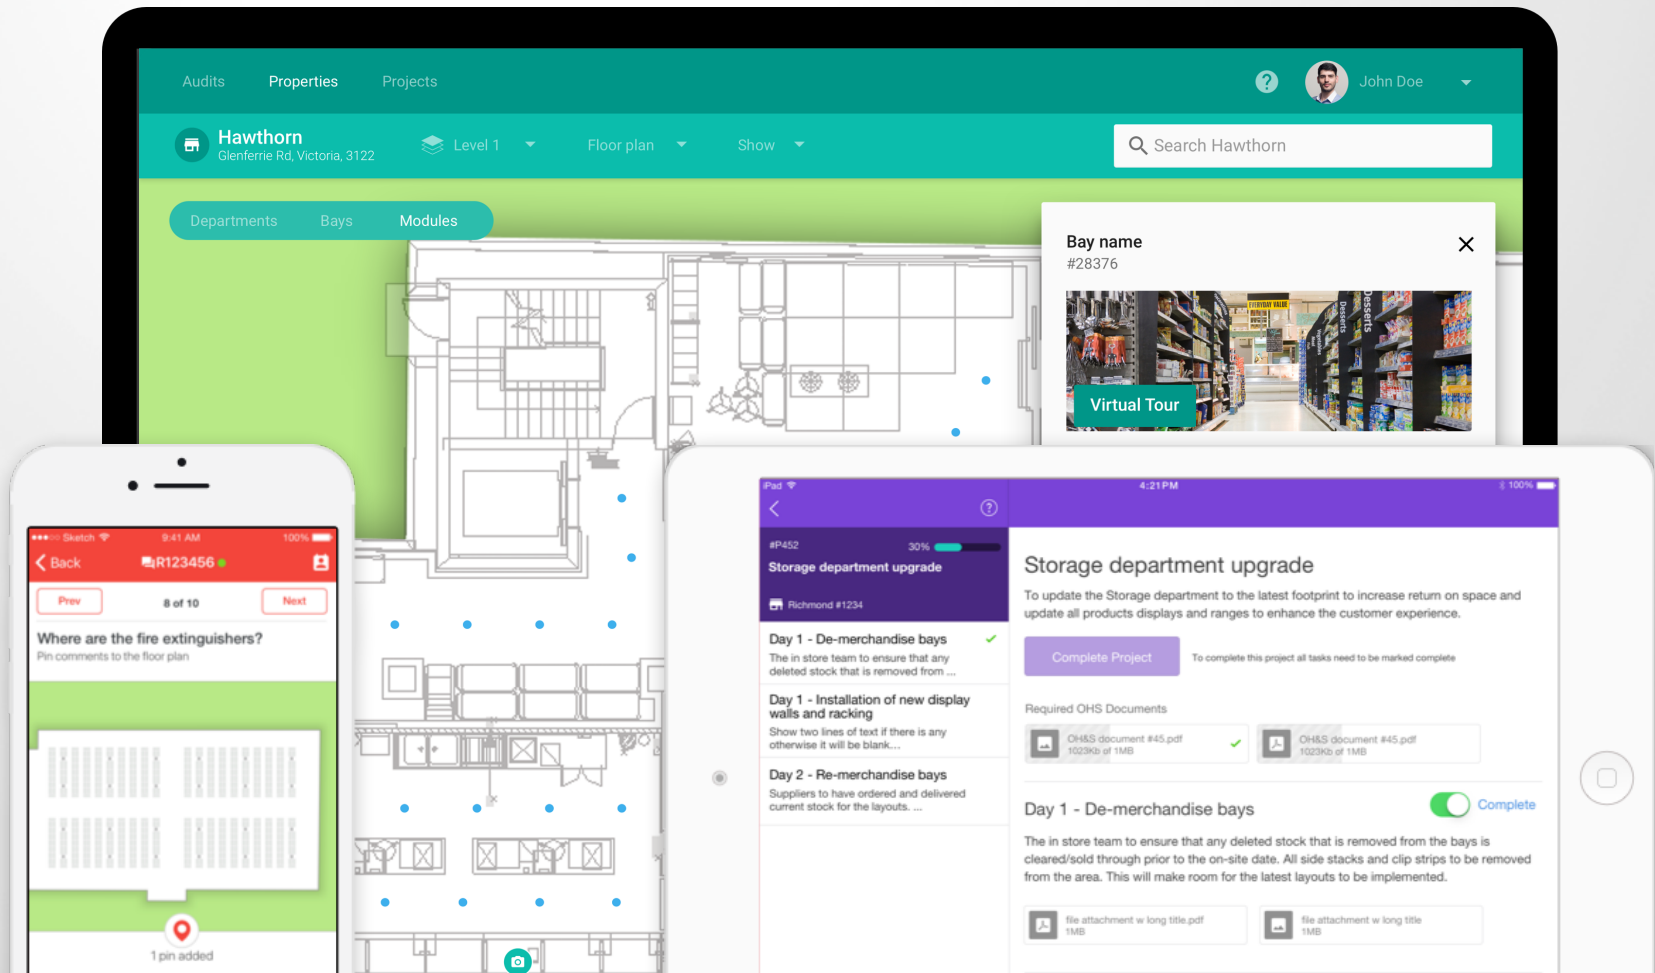 Audits
Properties
Projects
John Doe
Hawthorn
Glenferrie Rd, Victoria, 3122
Level 1
Floor plan
Show
Search Hawthorn
Departments
Bays
Modules
Bay name
#28376
EVERYDAY VALUE
Desserts
Desserts
Virtual Tour
Sketch
9:41 AM
100%
Back
R123456
Prev
8 of 10
Next
Where are the fire extinguishers?
Pin comments to the floor plan
1 pin added
iPad
4:21PM
100%
#P452
30%
Storage department upgrade
Richmond #1234
Day 1 - De-merchandise bays
The in store team to ensure that any
deleted stock that is removed from ...
Day 1 - Installation of new display
walls and racking
Show two lines of text if there is any
otherwise it will be blank...
Day 2 - Re-merchandise bays
Suppliers to have ordered and delivered
current stock for the layouts. ...
Storage department upgrade
To update the Storage department to the latest footprint to increase return on space and
update all products displays and ranges to enhance the customer experience.
Complete Project
To complete this project all tasks need to be marked complete
Required OHS Documents
OH&S document #45.pdf
1023Kb of 1MB
OH&S document #45.pdf
1023Kb of 1MB
Day 1 - De-merchandise bays
Complete
The in store team to ensure that any deleted stock that is removed from the bays is
cleared/sold through prior to the on-site date. All side stacks and clip strips to be removed
from the area. This will make room for the latest layouts to be implemented.
file attachment w long title.pdf
1MB
file attachment w long title
1MB